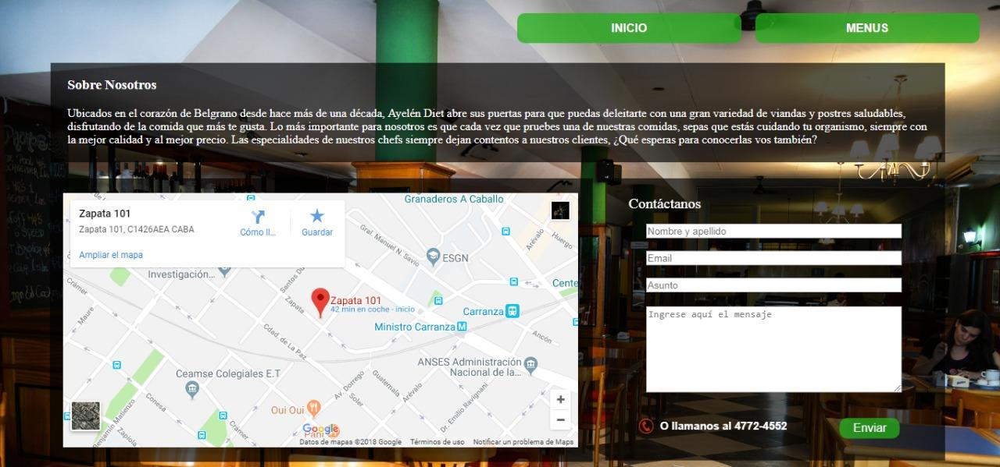 INICIO
MENUS
Sobre Nosotros
Ubicados en el corazón de Belgrano desde hace más de una década, Ayelén Diet abre sus puertas para que puedas deleitarte con una gran variedad de viandas y postres saludables,
disfrutando de la comida que más te gusta. Lo más importante para nosotros es que cada vez que pruebes una de nuestras comidas, sepas que estás cuidando tu organismo, siempre con
la mejor calidad y al mejor precio. Las especialidades de nuestros chefs siempre dejan contentos a nuestros clientes, ¿Qué esperas para conocerlas vos también?
Zapata 101
Zapata 101, C1426AEA CABA
Ampliar el mapa
Cómo ll...
Guardar
Granaderos A Caballo
Gral. Manuel N. Savio
ESGN
Arévalo
Huergo
Investigación...
Santos Du
Crámer
Zapata
Zapata 101
42 min en coche - inicio
Cente
Carranza
Ministro Carranza
M
Maure
Cdad. de La Paz
Ancón
ANSES Administración
Nacional de la...
Ceamse Colegiales E.T
Av. Dorrego
Guatemala
Soler
Arévalo
Dr. Emilio Ravignani
Conesa
Benjamín Matienzo
Zapiola
Oui Oui
Pani
Google
+
−
Datos de mapas ©2018 Google
Términos de uso
Notificar un problema de Maps
Contáctanos
Nombre y apellido
Email
Asunto
Ingrese aquí el mensaje
O llamanos al 4772-4552
Enviar